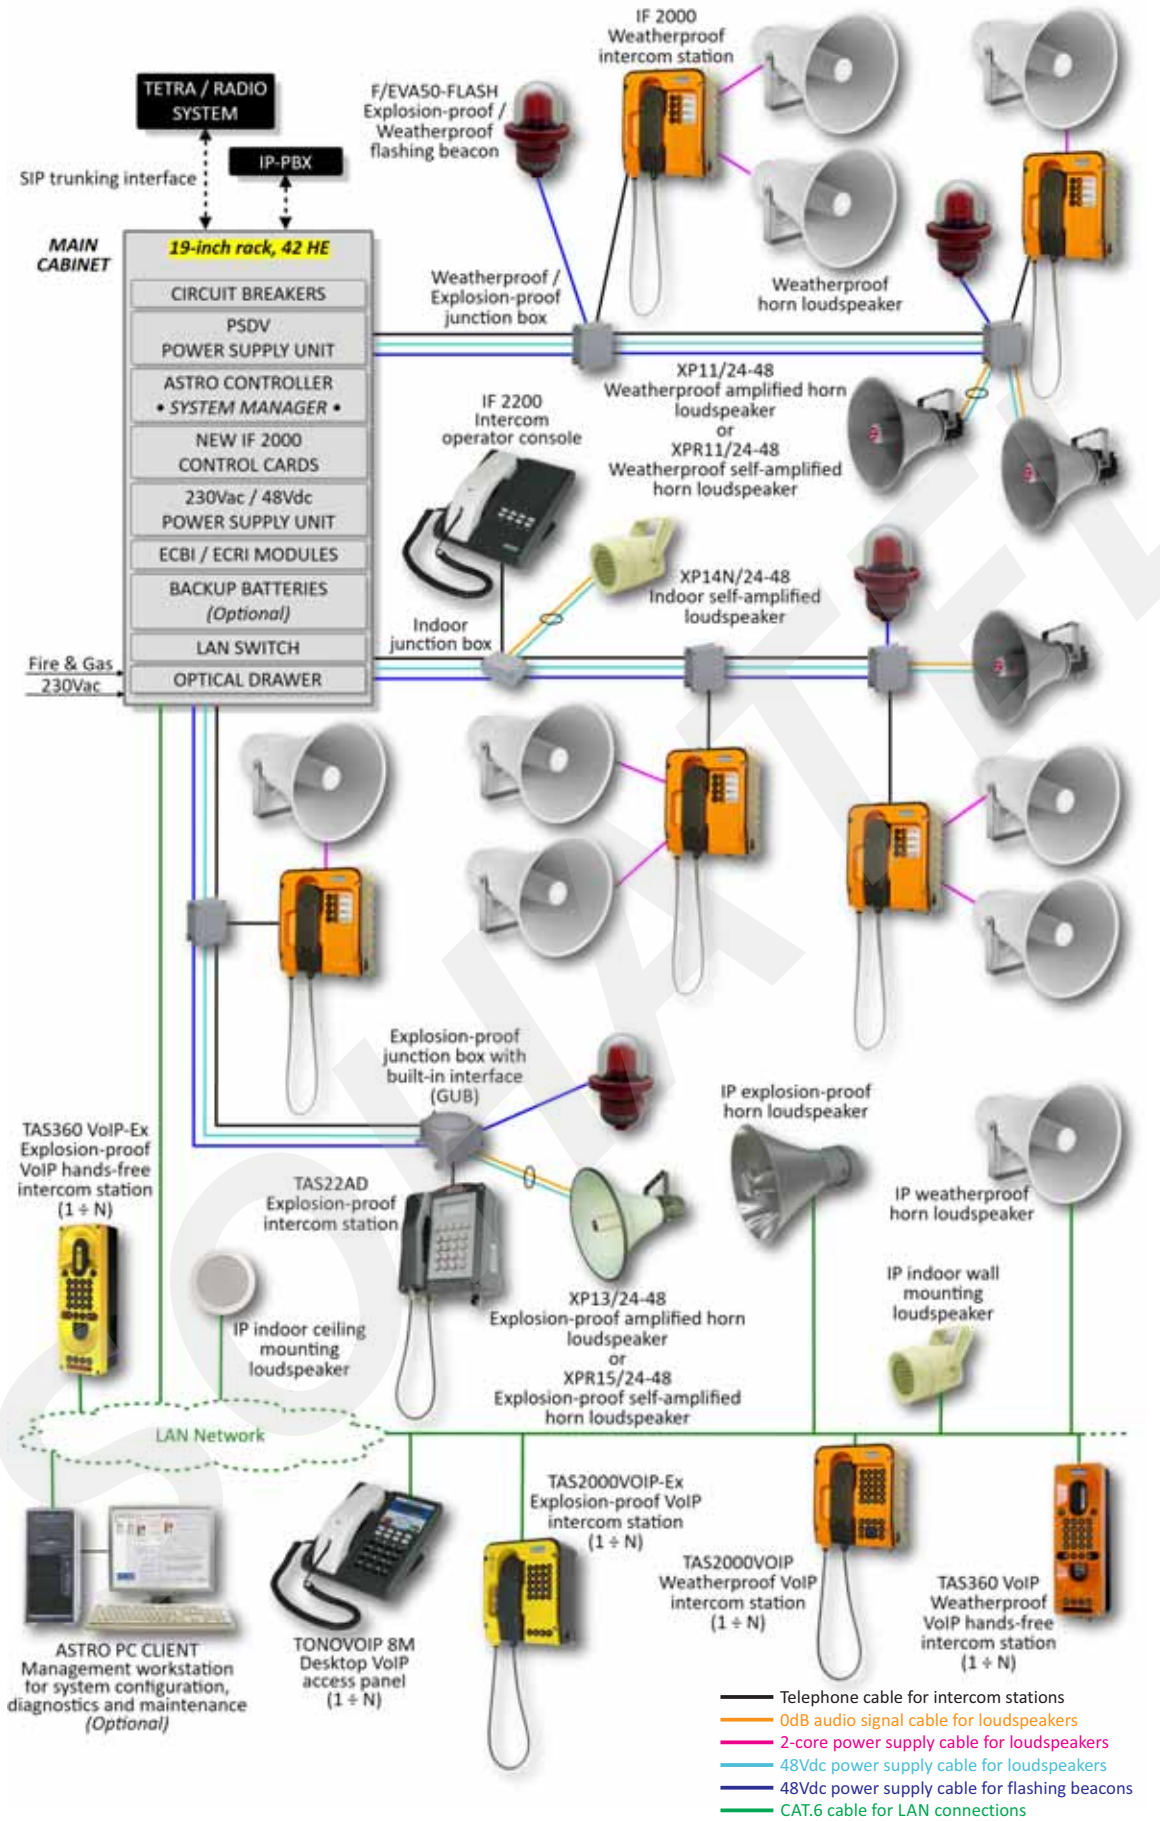 IF 2000
Weatherproof
intercom station
TETRA / RADIO
SYSTEM
F/EVA50-FLASH
Explosion-proof /
Weatherproof
flashing beacon
IP-PBX
SIP trunking interface
MAIN
CABINET
19-inch rack, 42 HE
CIRCUIT BREAKERS
PSDV
POWER SUPPLY UNIT
ASTRO CONTROLLER
• SYSTEM MANAGER •
NEW IF 2000
CONTROL CARDS
230Vac / 48Vdc
POWER SUPPLY UNIT
ECBI / ECRI MODULES
BACKUP BATTERIES
(Optional)
LAN SWITCH
OPTICAL DRAWER
Fire & Gas
230Vac
Weatherproof /
Explosion-proof
junction box
Weatherproof
horn loudspeaker
XP11/24-48
Weatherproof amplified horn
loudspeaker
or
XPR11/24-48
Weatherproof self-amplified
horn loudspeaker
IF 2200
Intercom
operator console
XP14N/24-48
Indoor self-amplified
loudspeaker
Indoor
junction box
Explosion-proof
junction box with
built-in interface
(GUB)
TAS22AD
Explosion-proof
intercom station
XP13/24-48
Explosion-proof amplified horn
loudspeaker
or
XPR15/24-48
Explosion-proof self-amplified
horn loudspeaker
IP explosion-proof
horn loudspeaker
IP weatherproof
horn loudspeaker
IP indoor wall
mounting
loudspeaker
TAS360 VoIP-Ex
Explosion-proof
VoIP hands-free
intercom station
(1 ÷ N)
IP indoor ceiling
mounting
loudspeaker
LAN Network
ASTRO PC CLIENT
Management workstation
for system configuration,
diagnostics and maintenance
(Optional)
TONOVOIP 8M
Desktop VoIP
access panel
(1 ÷ N)
TAS2000VOIP-Ex
Explosion-proof VoIP
intercom station
(1 ÷ N)
TAS2000VOIP
Weatherproof VoIP
intercom station
(1 ÷ N)
TAS360 VoIP
Weatherproof
VoIP hands-free
intercom station
(1 ÷ N)
Telephone cable for intercom stations
0dB audio signal cable for loudspeakers
2-core power supply cable for loudspeakers
48Vdc power supply cable for loudspeakers
48Vdc power supply cable for flashing beacons
CAT.6 cable for LAN connections